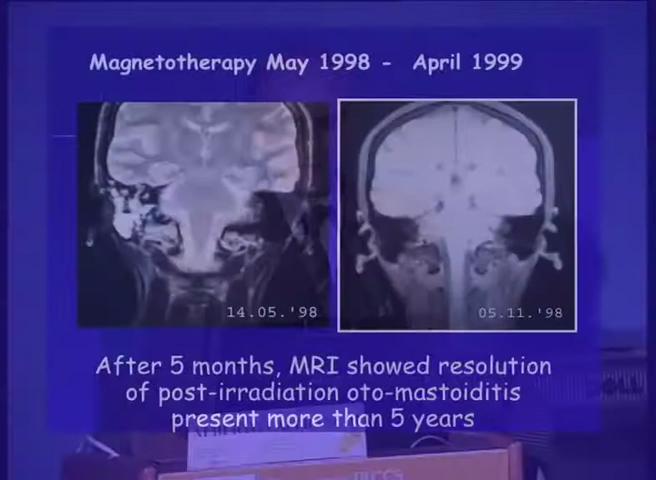 Magnetotherapy May 1998 - April 1999
14.05.'98
05.11.'98
After 5 months, MRI showed resolution
of post-irradiation oto-mastoiditis
present more than 5 years